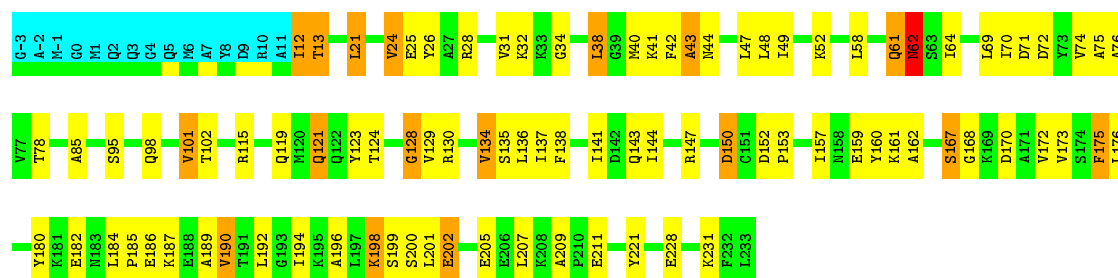 G-3 A-2 M-1 G0 M1 Q2 Q3 G4 Q5 M6 A7 Y8 D9 R10 A11 I12 T13 L21 V24 E25 Y26 A27 R28 V31 K32 K33 G34 L38 G39 M40 K41 F42 A43 N44 L47 L48 I49 K52 L58 Q61 N62 S63 I64 L69 I70 D71 D72 Y73 V74 A75 A76
V77 T78 A85 S95 Q98 V101 T102 R115 Q119 M120 Q121 Q122 Y123 T124 G128 V129 R130 V134 S135 L136 I137 F138 I141 D142 Q143 I144 R147 D150 C151 D152 P153 I157 N158 E159 Y160 K161 A162 S167 G168 K169 D170 A171 V172 V173 S174 F175 L176
Y180 K181 E182 N183 L184 P185 E186 K187 E188 A189 V190 T191 L192 G193 I194 K195 A196 L197 K198 S199 S200 L201 E202 E205 E206 L207 K208 A209 P210 E211 Y221 E228 K231 F232 L233